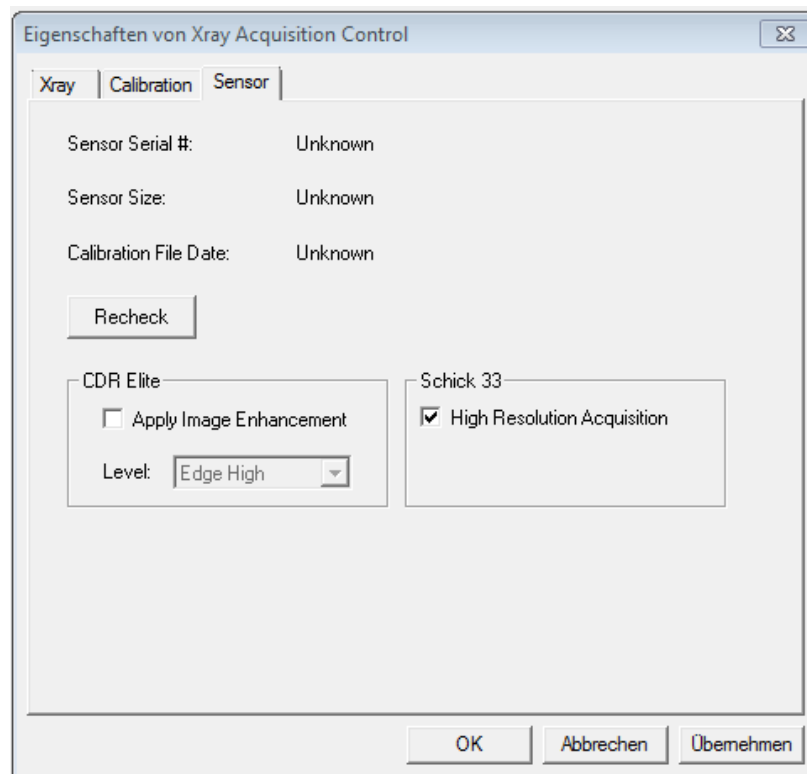 Eigenschaften von Xray Acquisition Control
Xray Calibration Sensor
Sensor Serial #: Unknown
Sensor Size: Unknown
Calibration File Date: Unknown
Recheck
CDR Elite
Apply Image Enhancement
Level: Edge High
Schick 33
High Resolution Acquisition
OK Abbrechen Übernehmen